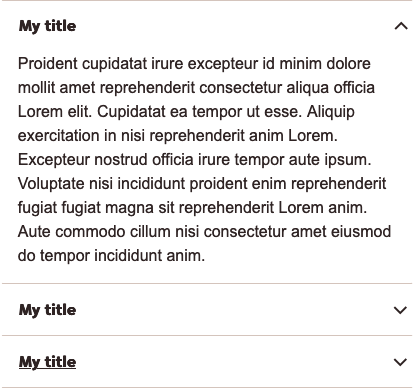 My title
Proident cupidatat irure excepteur id minim dolore
mollit amet reprehenderit consectetur aliqua officia
Lorem elit. Cupidatat ea tempor ut esse. Aliquip
exercitation in nisi reprehenderit anim Lorem.
Excepteur nostrud officia irure tempor aute ipsum.
Voluptate nisi incididunt proident enim reprehenderit
fugiat fugiat magna sit reprehenderit Lorem anim.
Aute commodo cillum nisi consectetur amet eiusmod
do tempor incididunt anim.
My title
My title